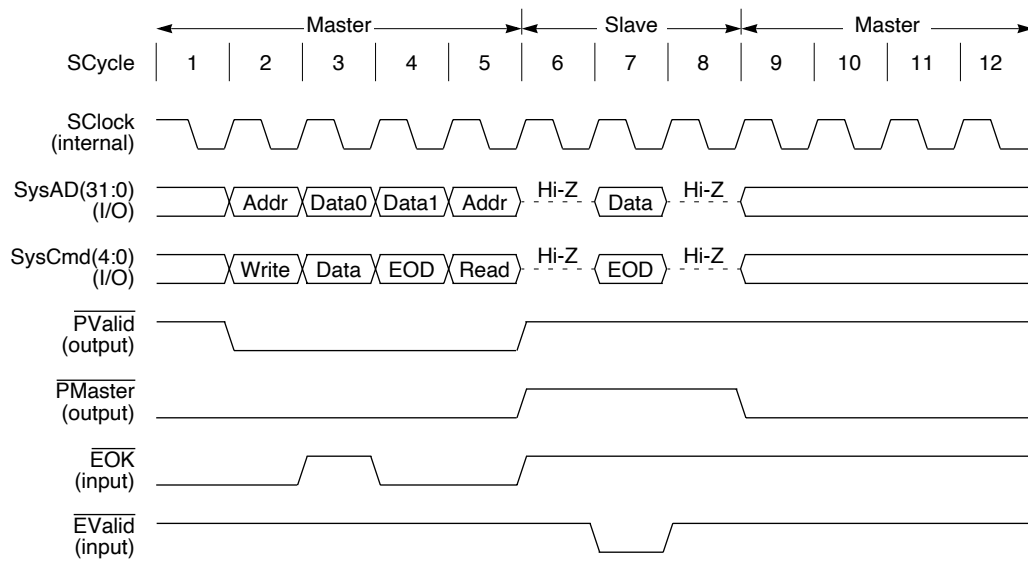 Master Slave Master
SCycle 1 2 3 4 5 6 7 8 9 10 11 12
SClock
(internal)
SysAD(31:0)
(I/O)
Addr Data0 Data1 Addr Hi-Z Data Hi-Z
SysCmd(4:0)
(I/O)
Write Data EOD Read Hi-Z EOD Hi-Z
PValid
(output)
PMaster
(output)
EOK
(input)
EValid
(input)